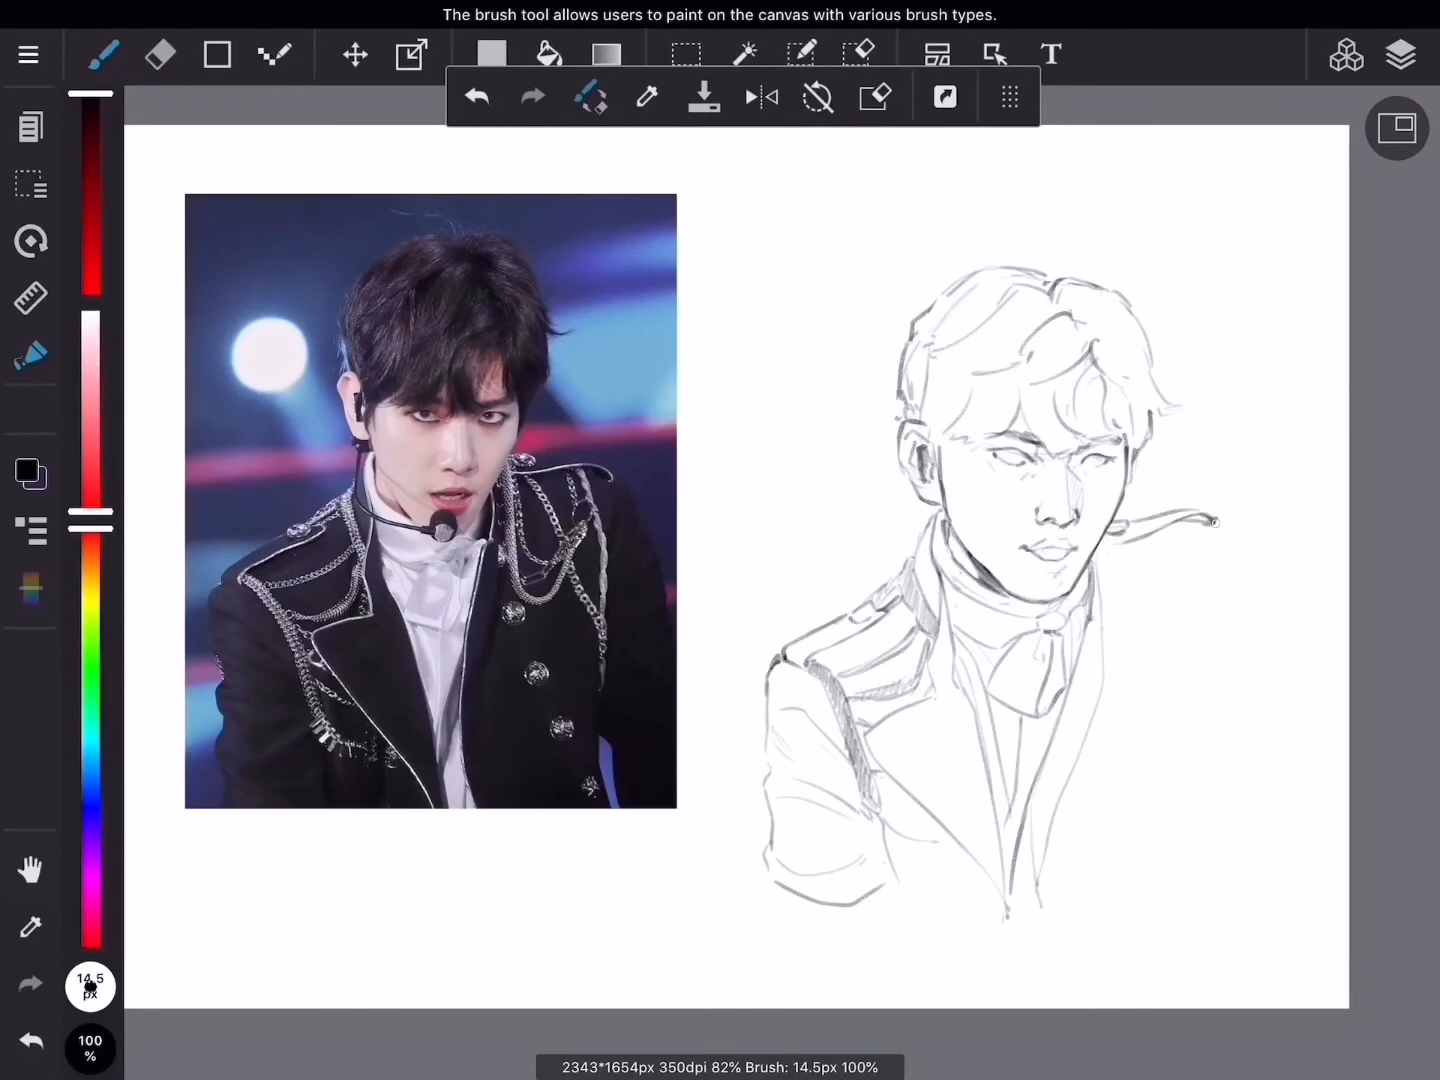 The brush tool allows users to paint on the canvas with various brush types.
T
14.5
px
100
%
2343*1654px 350dpi 82% Brush: 14.5px 100%